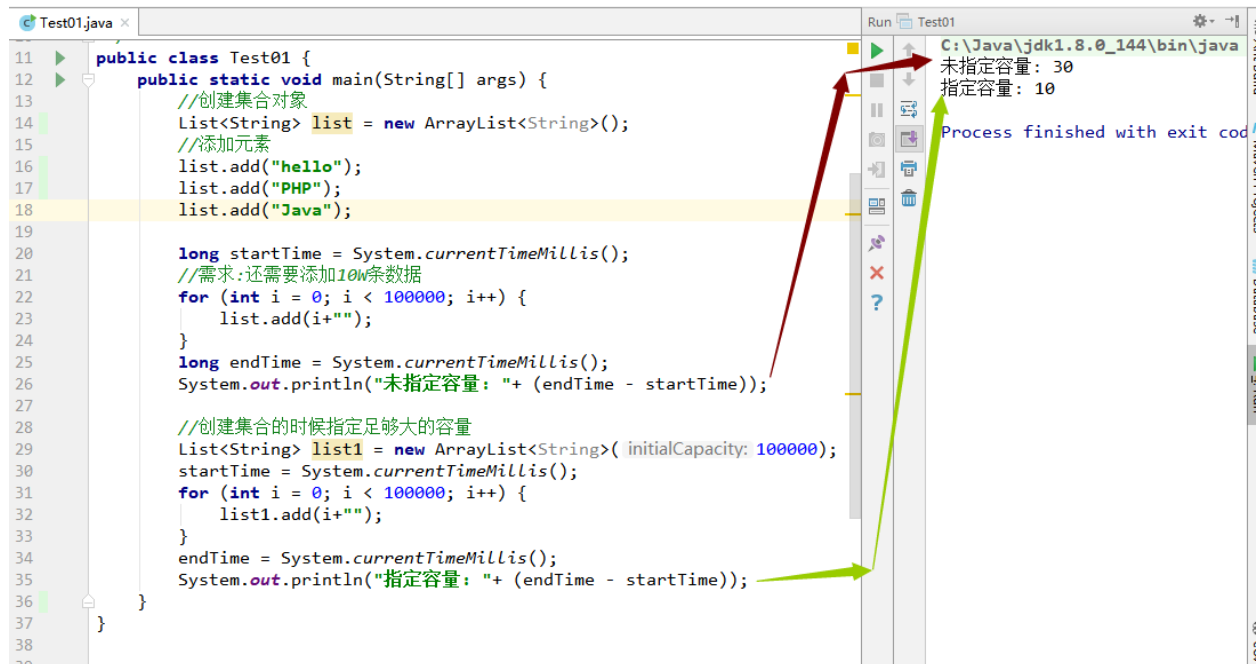 Test01.java
Run Test01
11 public class Test01 {
12 public static void main(String[] args) {
13 //创建集合对象
14 List<String> list = new ArrayList<String>();
15 //添加元素
16 list.add("hello");
17 list.add("PHP");
18 list.add("Java");
19
20 long startTime = System.currentTimeMillis();
21 //需求:还需要添加10W条数据
22 for (int i = 0; i < 100000; i++) {
23 list.add(i+"");
24 }
25 long endTime = System.currentTimeMillis();
26 System.out.println("未指定容量: "+ (endTime - startTime));
27
28 //创建集合的时候指定足够大的容量
29 List<String> list1 = new ArrayList<String>( initialCapacity: 100000);
30 startTime = System.currentTimeMillis();
31 for (int i = 0; i < 100000; i++) {
32 list1.add(i+"");
33 }
34 endTime = System.currentTimeMillis();
35 System.out.println("指定容量: "+ (endTime - startTime));
36 }
37 }
38
C:\Java\jdk1.8.0_144\bin\java
未指定容量: 30
指定容量: 10
Process finished with exit cod